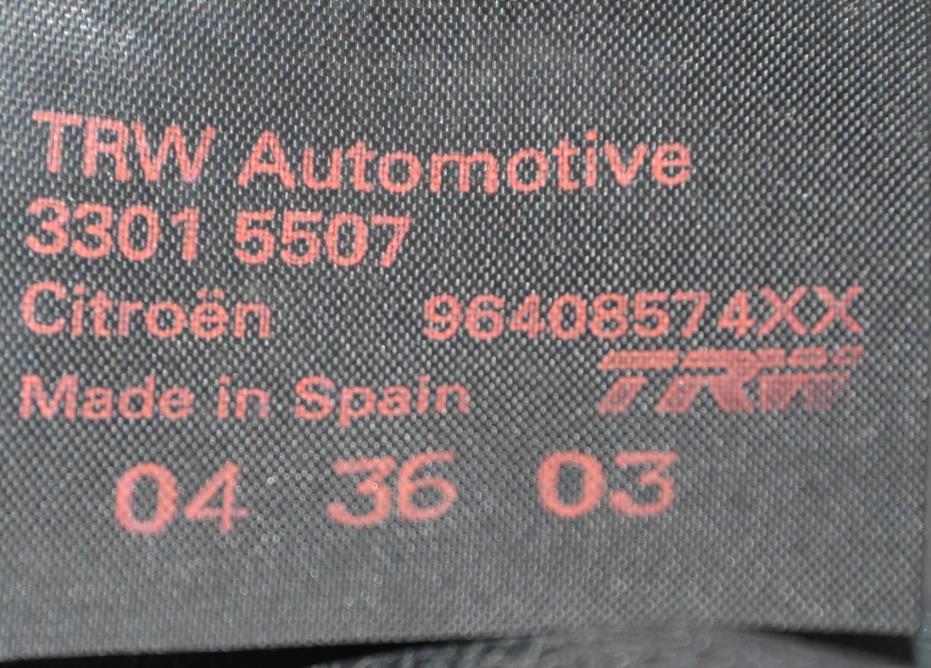 TRW Automotive
3301 5507
Citroën 96408574XX
Made in Spain TRW
04 36 03